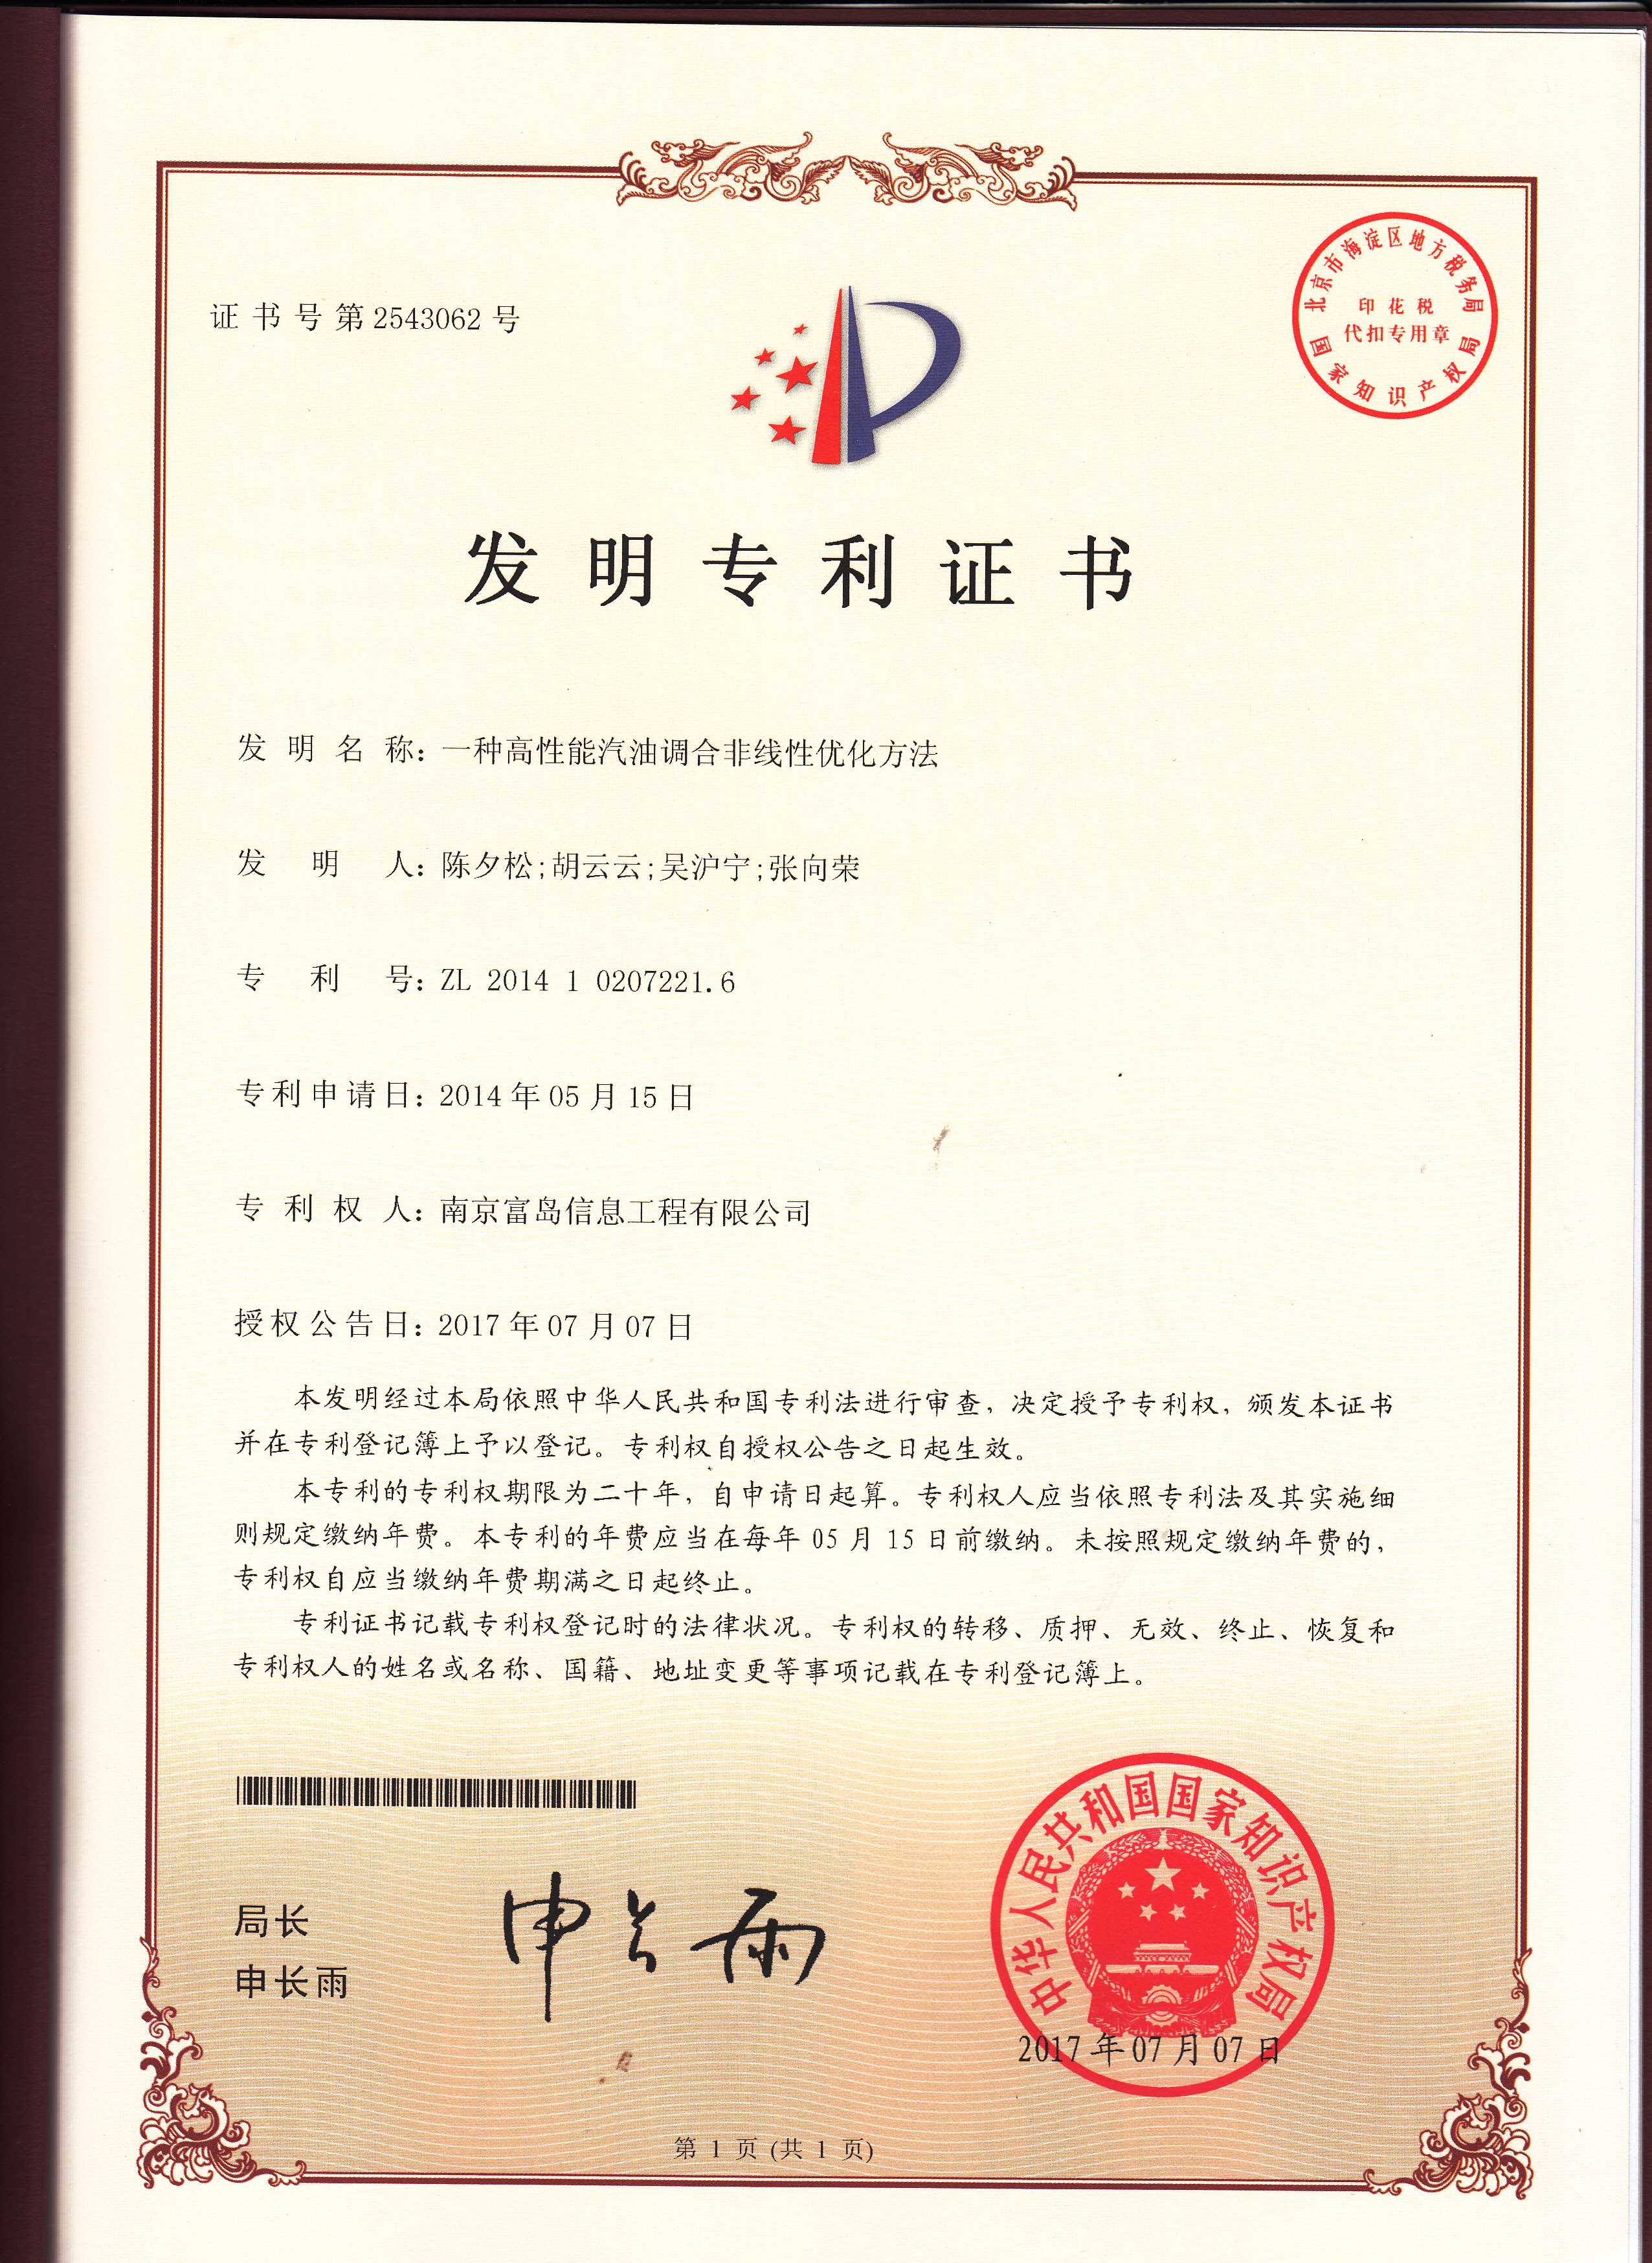 证书号第2543062号
北京市海淀区地方税务局
印花税
代扣专用章
国家知识产权局
发明专利证书
发明名称：一种高性能汽油调合非线性优化方法
发明人：陈夕松;胡云云;吴沪宁;张向荣
专利号：ZL 2014 1 0207221.6
专利申请日：2014年05月15日
专利权人：南京富岛信息工程有限公司
授权公告日：2017年07月07日
本发明经过本局依照中华人民共和国专利法进行审查，决定授予专利权，颁发本证书
并在专利登记簿上予以登记。专利权自授权公告之日起生效。
本专利的专利权期限为二十年，自申请日起算。专利权人应当依照专利法及其实施细
则规定缴纳年费。本专利的年费应当在每年 05 月 15 日前缴纳。未按照规定缴纳年费的，
专利权自应当缴纳年费期满之日起终止。
专利证书记载专利权登记时的法律状况。专利权的转移、质押、无效、终止、恢复和
专利权人的姓名或名称、国籍、地址变更等事项记载在专利登记簿上。
局长
申长雨
申长雨
中华人民共和国国家知识产权局
2017年07月07日
第 1 页 (共 1 页)